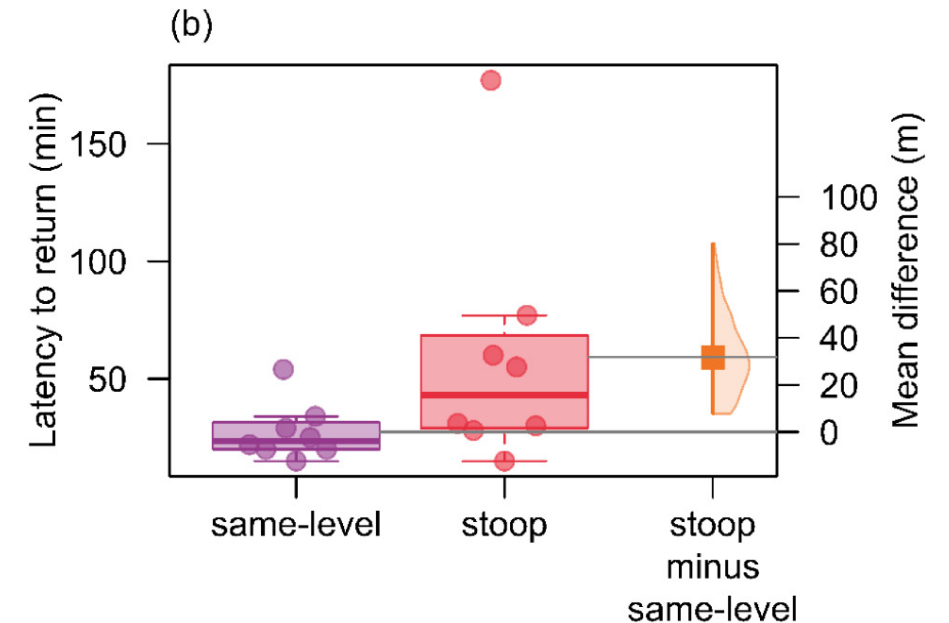 (b)
Latency to return (min)
150
100
50
100
80
60
40
20
0
Mean difference (m)
same-level
stoop
stoop
minus
same-level